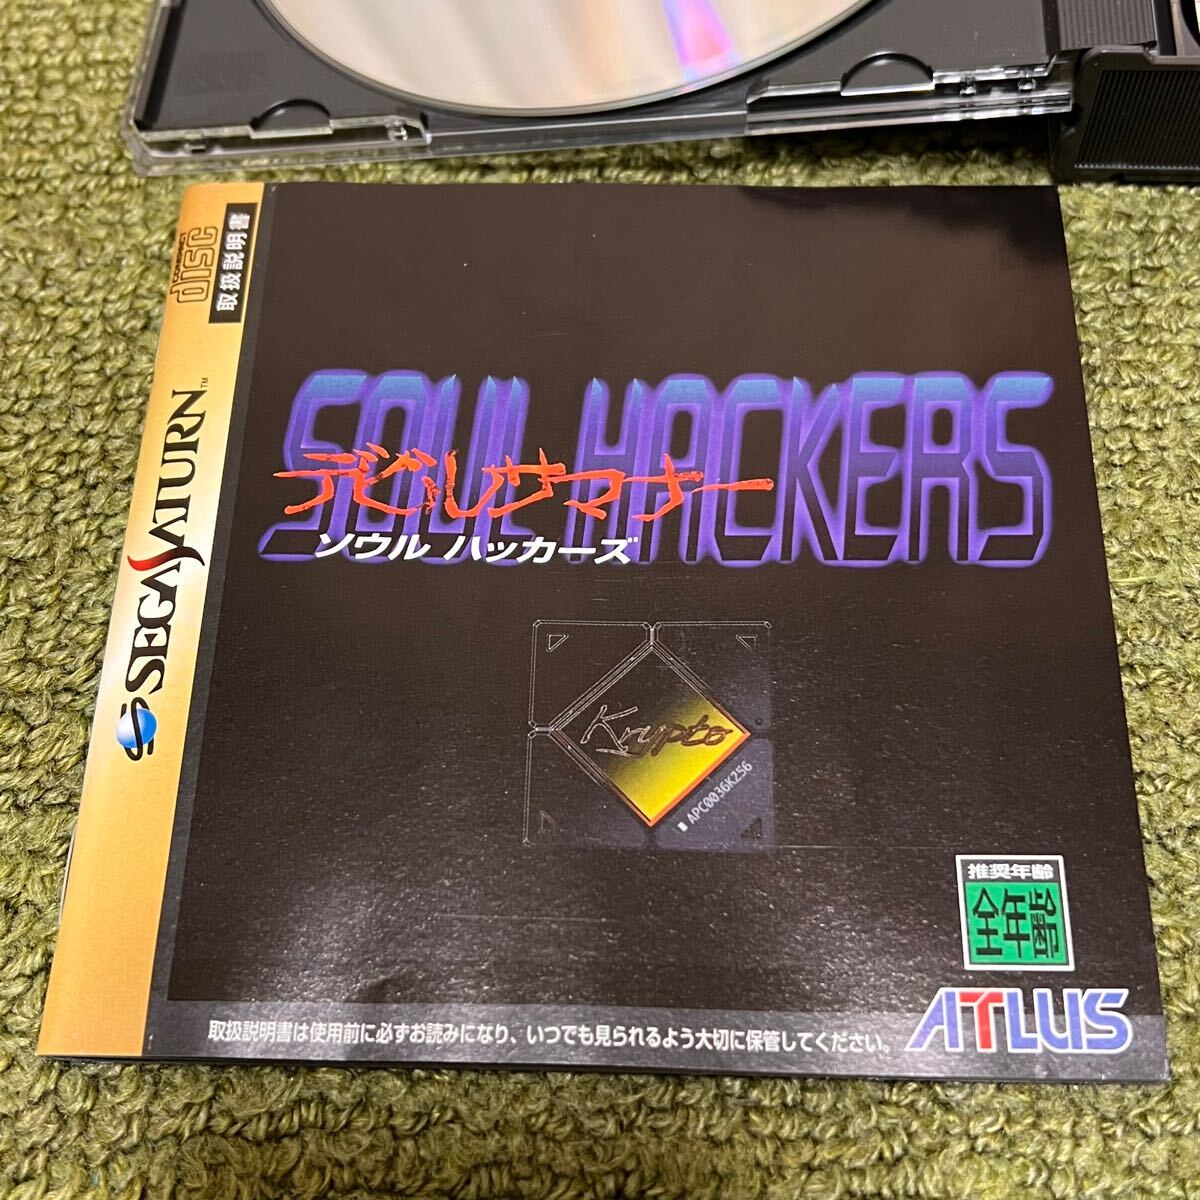 COMPACT
disc
取扱説明書
SEGA SATURN™
SOUL HACKERS
デビルサマナー
ソウル ハッカーズ
Krypto
APC0036K256
推奨年齢
全年齢
ATLUS
取扱説明書は使用前に必ずお読みになり、いつでも見られるよう大切に保管してください。